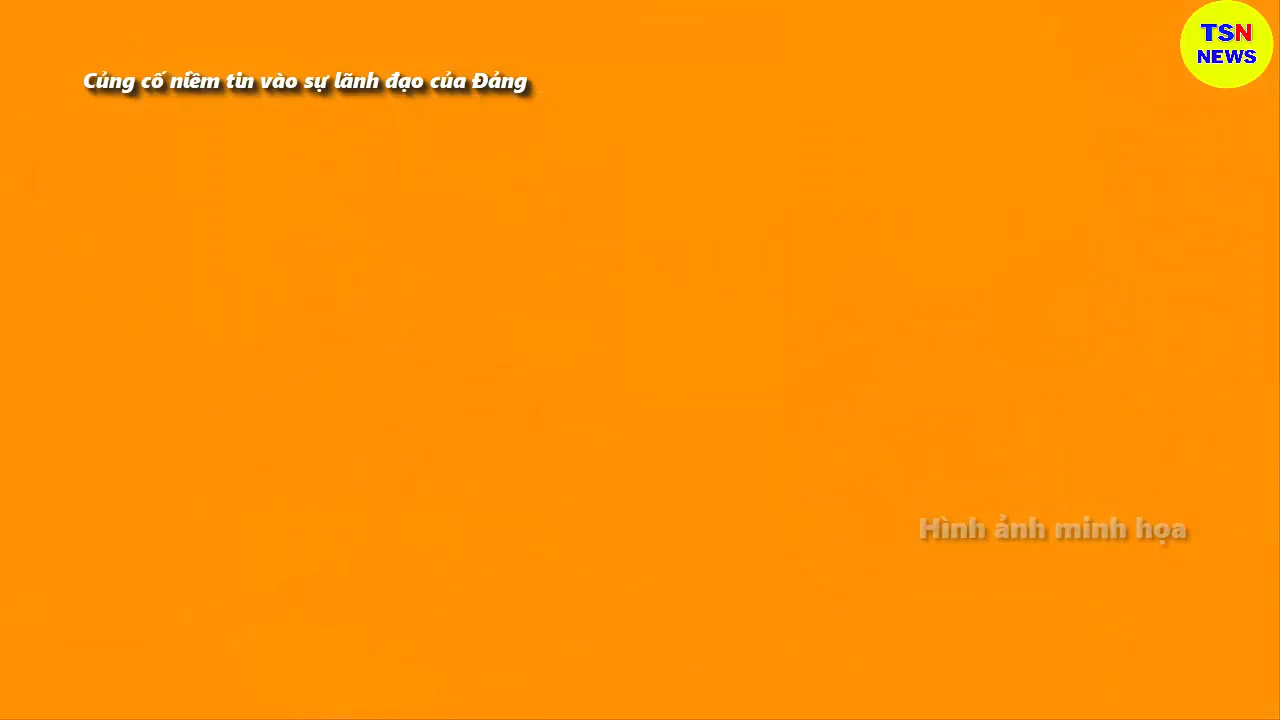 TSN
NEWS
Củng cố niềm tin vào sự lãnh đạo của Đảng
Hình ảnh minh họa